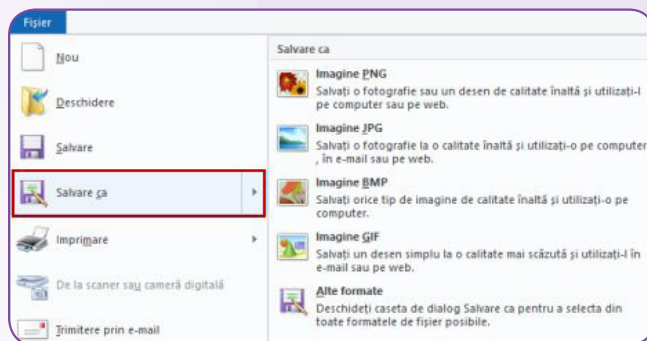 Fișier
Nou
Deschidere
Salvare
Salvare ca
Imprimare
De la scaner sau cameră digitală
Trimitere prin e-mail
Salvare ca
Imagine PNG
Salvați o fotografie sau un desen de calitate înaltă și utilizați-l
pe computer sau pe web.
Imagine JPG
Salvați o fotografie la o calitate înaltă și utilizați-o pe computer
, în e-mail sau pe web.
Imagine BMP
Salvați orice tip de imagine de calitate înaltă și utilizați-o pe
computer.
Imagine GIF
Salvați un desen simplu la o calitate mai scăzută și utilizați-l în
e-mail sau pe web.
Alte formate
Deschideți caseta de dialog Salvare ca pentru a selecta din
toate formatele de fișier posibile.